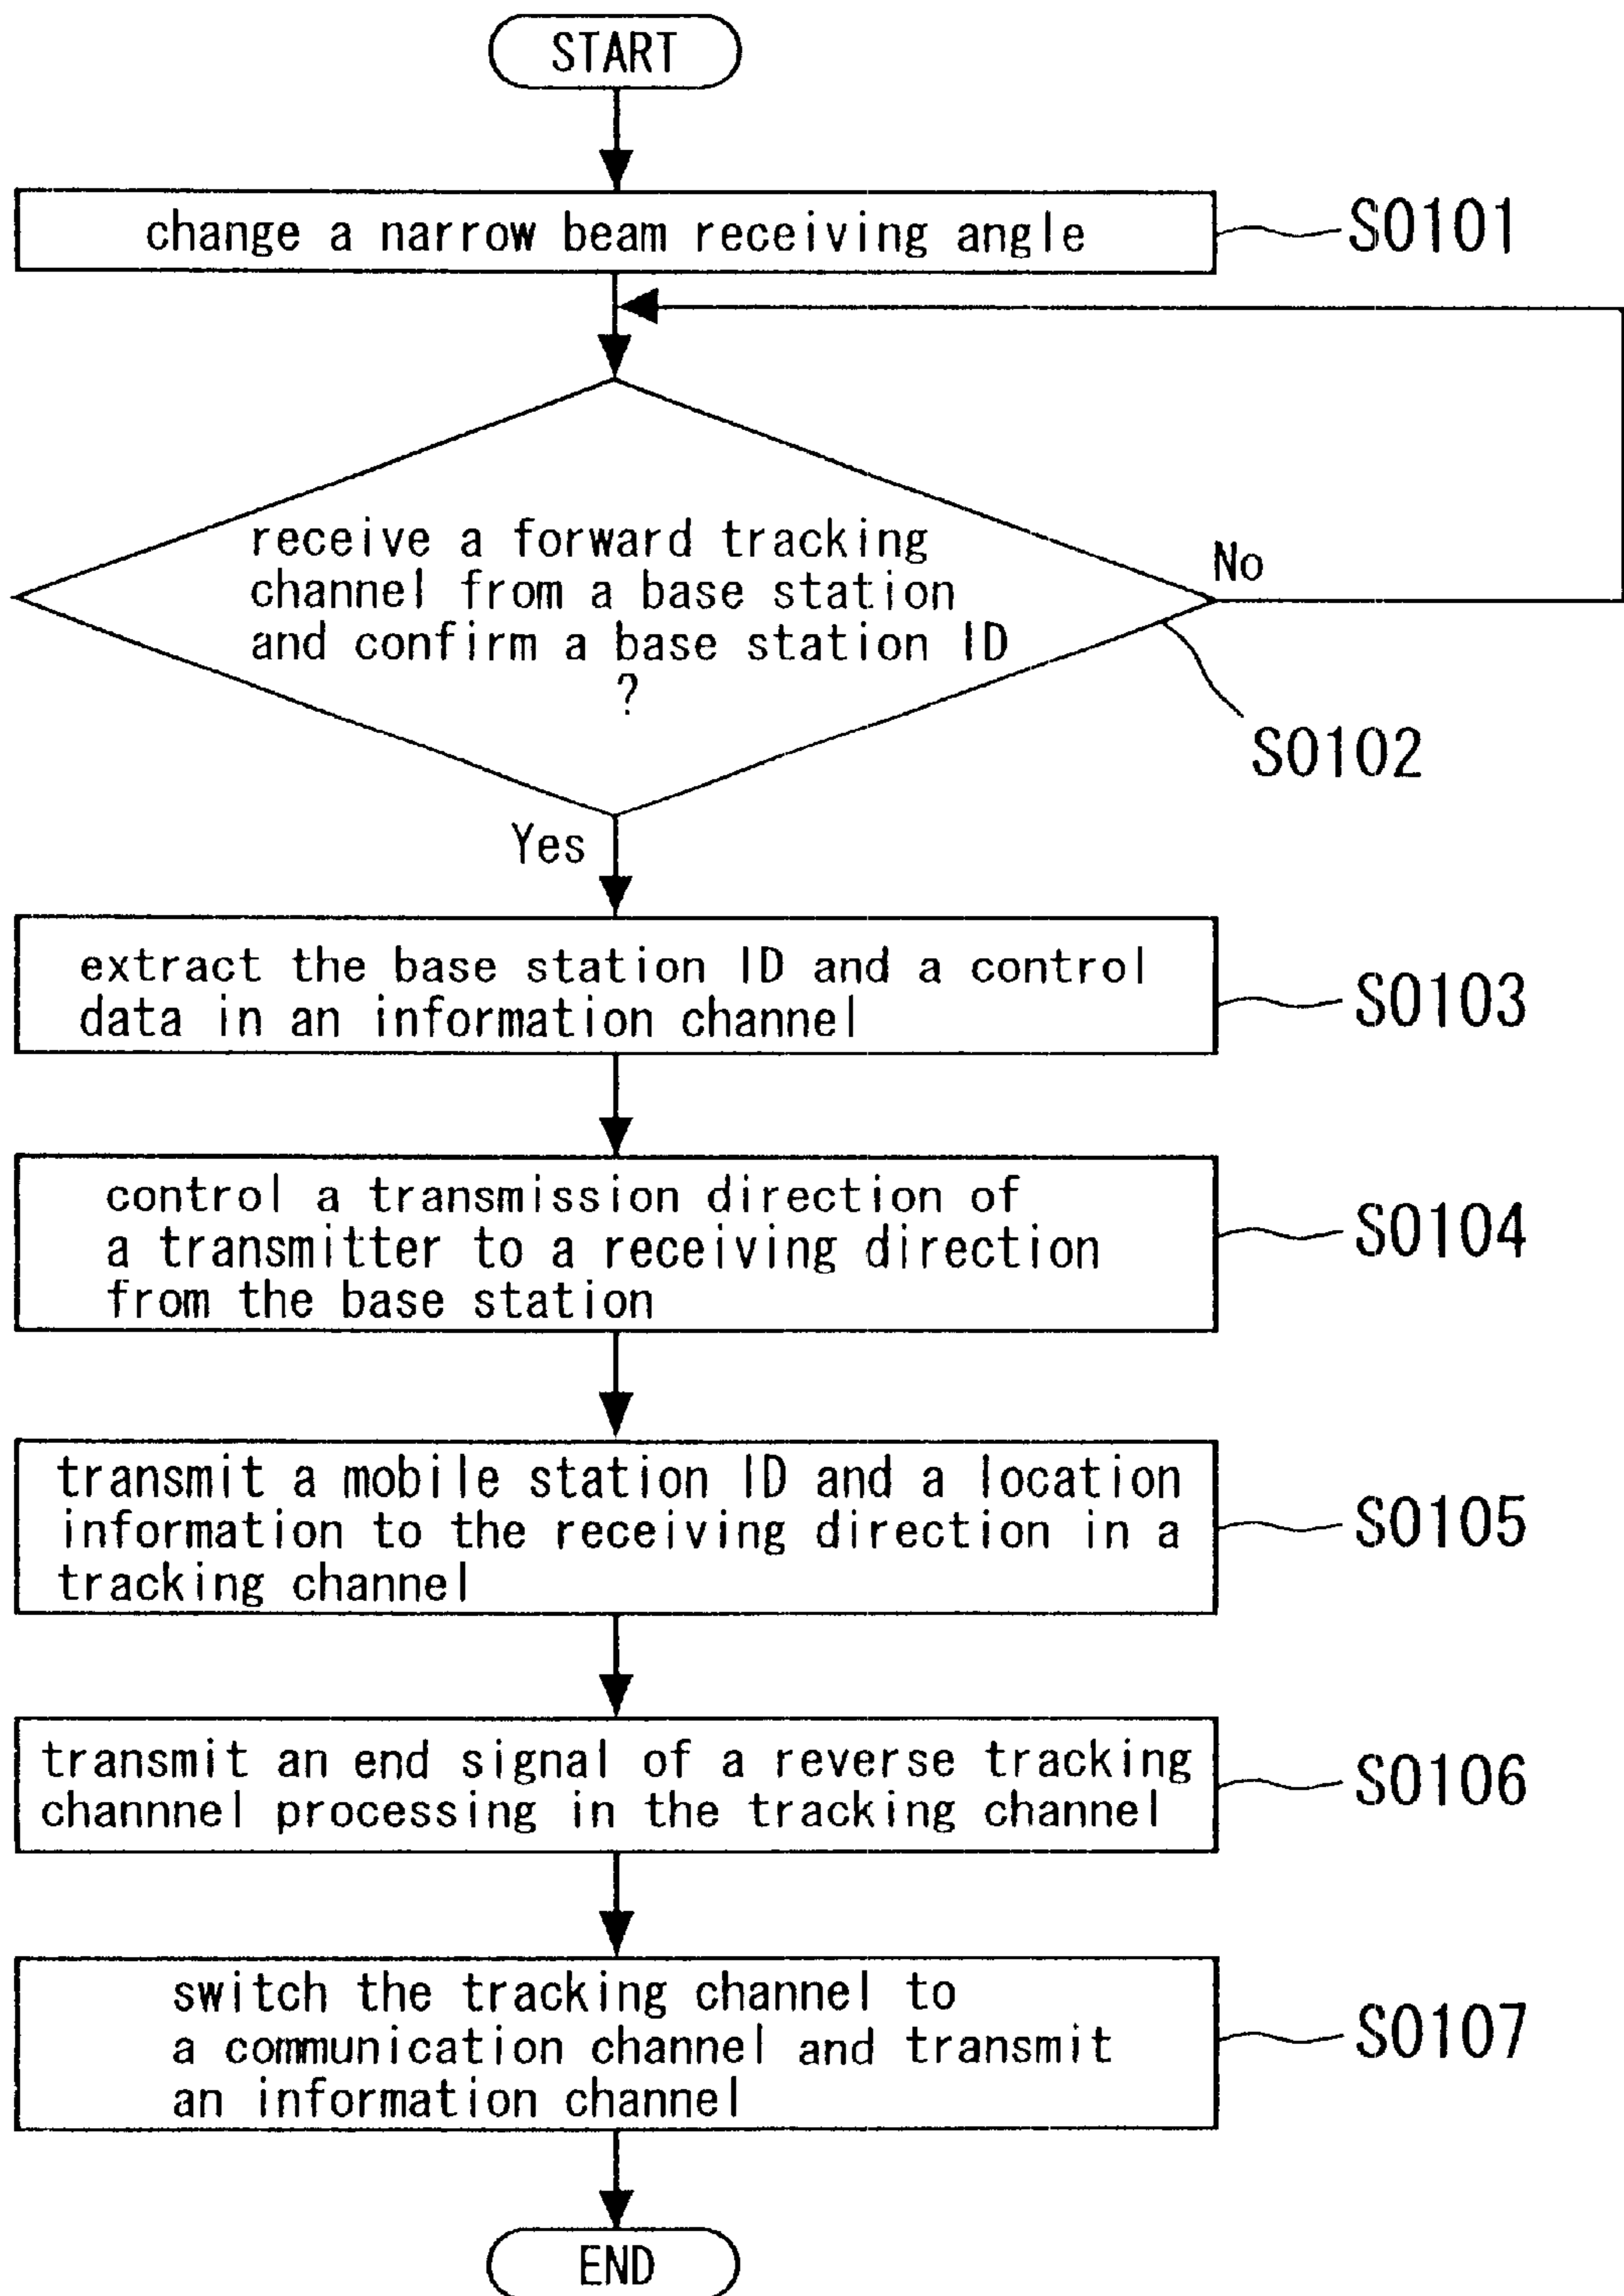 START
change a narrow beam receiving angle
S0101
receive a forward tracking
channel from a base station
and confirm a base station ID
?
No
S0102
Yes
extract the base station ID and a control
data in an information channel
S0103
control a transmission direction of
a transmitter to a receiving direction
from the base station
S0104
transmit a mobile station ID and a location
information to the receiving direction in a
tracking channel
S0105
transmit an end signal of a reverse tracking
channnel processing in the tracking channel
S0106
switch the tracking channel to
a communication channel and transmit
an information channel
S0107
END